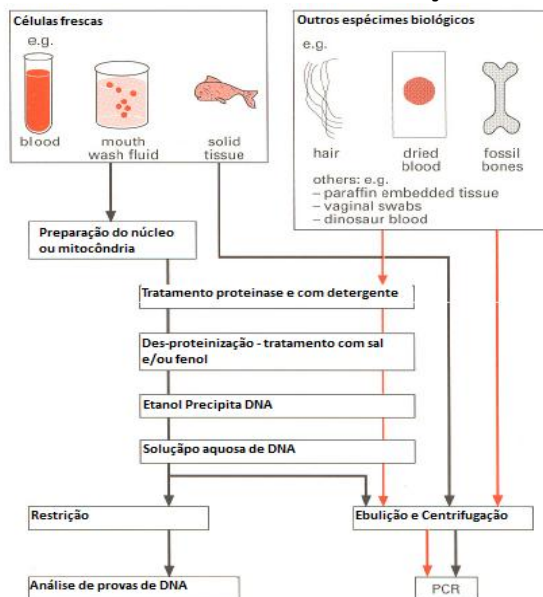 Células frescas
e.g.
blood
mouth
wash fluid
solid
tissue
Outros espécimes biológicos
e.g.
hair
dried
blood
fossil
bones
others: e.g.
– paraffin embedded tissue
– vaginal swabs
– dinosaur blood
Preparação do núcleo
ou mitocôndria
Tratamento proteinase e com detergente
Des-proteinização - tratamento com sal
e/ou fenol
Etanol Precipita DNA
Soluçãpo aquosa de DNA
Restrição
Ebulição e Centrifugação
Análise de provas de DNA
PCR